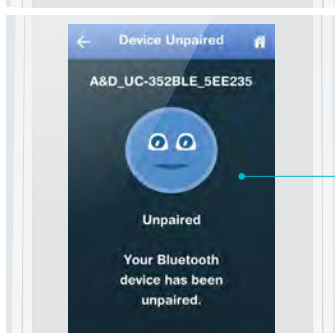 Device Unpaired
A&D_UC-352BLE_5EE235
Unpaired
Your Bluetooth
device has been
unpaired.